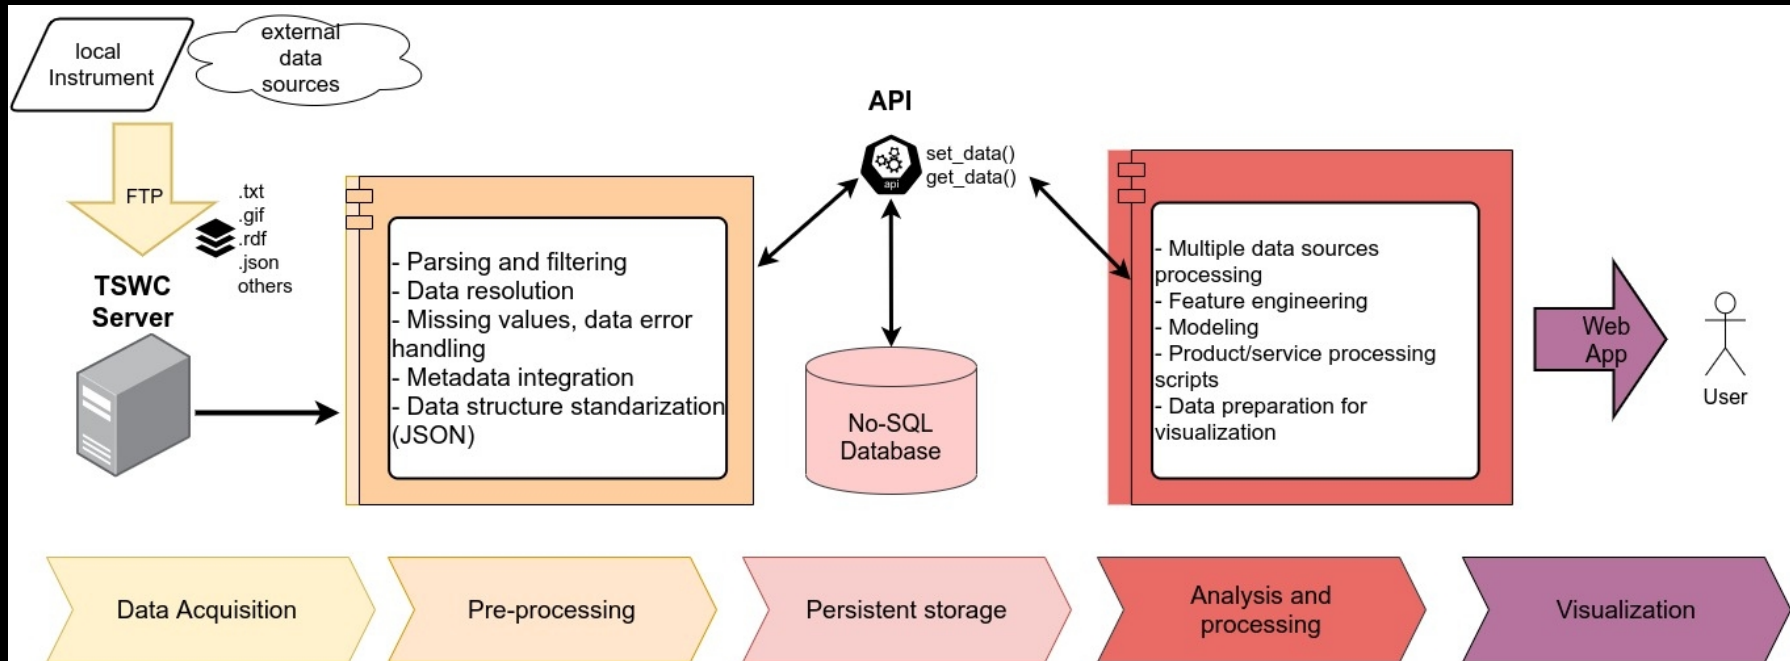 local
Instrument
external
data
sources
FTP
.txt
.gif
.rdf
.json
others
TSWC
Server
- Parsing and filtering
- Data resolution
- Missing values, data error
handling
- Metadata integration
- Data structure standarization
(JSON)
API
api
set_data()
get_data()
No-SQL
Database
- Multiple data sources
processing
- Feature engineering
- Modeling
- Product/service processing
scripts
- Data preparation for
visualization
Web
App
User
Data Acquisition
Pre-processing
Persistent storage
Analysis and
processing
Visualization